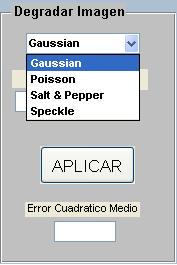 Degradar Imagen
Gaussian
Gaussian
Poisson
Salt & Pepper
Speckle
APLICAR
Error Cuadratico Medio